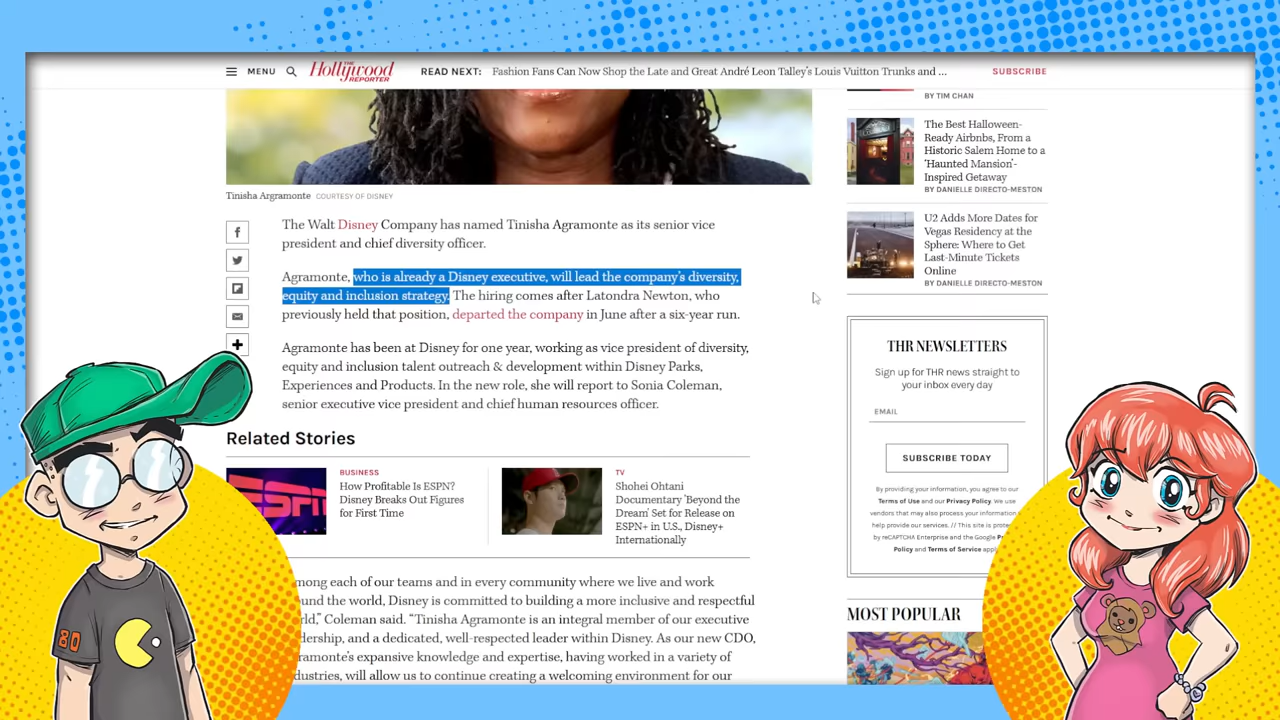 MENU
THE
Hollywood
REPORTER
READ NEXT: Fashion Fans Can Now Shop the Late and Great André Leon Talley's Louis Vuitton Trunks and ...
SUBSCRIBE
Tinisha Argramonte COURTESY OF DISNEY
The Walt Disney Company has named Tinisha Agramonte as its senior vice
president and chief diversity officer.
Agramonte, who is already a Disney executive, will lead the company's diversity,
equity and inclusion strategy. The hiring comes after Latondra Newton, who
previously held that position, departed the company in June after a six-year run.
Agramonte has been at Disney for one year, working as vice president of diversity,
equity and inclusion talent outreach & development within Disney Parks,
Experiences and Products. In the new role, she will report to Sonia Coleman,
senior executive vice president and chief human resources officer.
Related Stories
ESPN
BUSINESS
How Profitable Is ESPN?
Disney Breaks Out Figures
for First Time
TV
Shohei Ohtani
Documentary 'Beyond the
Dream' Set for Release on
ESPN+ in U.S., Disney+
Internationally
mong each of our teams and in every community where we live and work
und the world, Disney is committed to building a more inclusive and respectful
rld," Coleman said. "Tinisha Agramonte is an integral member of our executive
dership, and a dedicated, well-respected leader within Disney. As our new CDO,
ramonte's expansive knowledge and expertise, having worked in a variety of
dustries, will allow us to continue creating a welcoming environment for our
BY TIM CHAN
The Best Halloween-
Ready Airbnbs, From a
Historic Salem Home to a
'Haunted Mansion'-
Inspired Getaway
BY DANIELLE DIRECTO-MESTON
U2 Adds More Dates for
Vegas Residency at the
Sphere: Where to Get
Last-Minute Tickets
Online
BY DANIELLE DIRECTO-MESTON
THR NEWSLETTERS
Sign up for THR news straight to
your inbox every day
EMAIL
SUBSCRIBE TODAY
By providing your information, you agree to our
Terms of Use and our Privacy Policy. We use
vendors that may also process your information
help provide our services. // This site is prote
by reCAPTCHA Enterprise and the Google Pr
Policy and Terms of Service app
MOST POPULAR
80